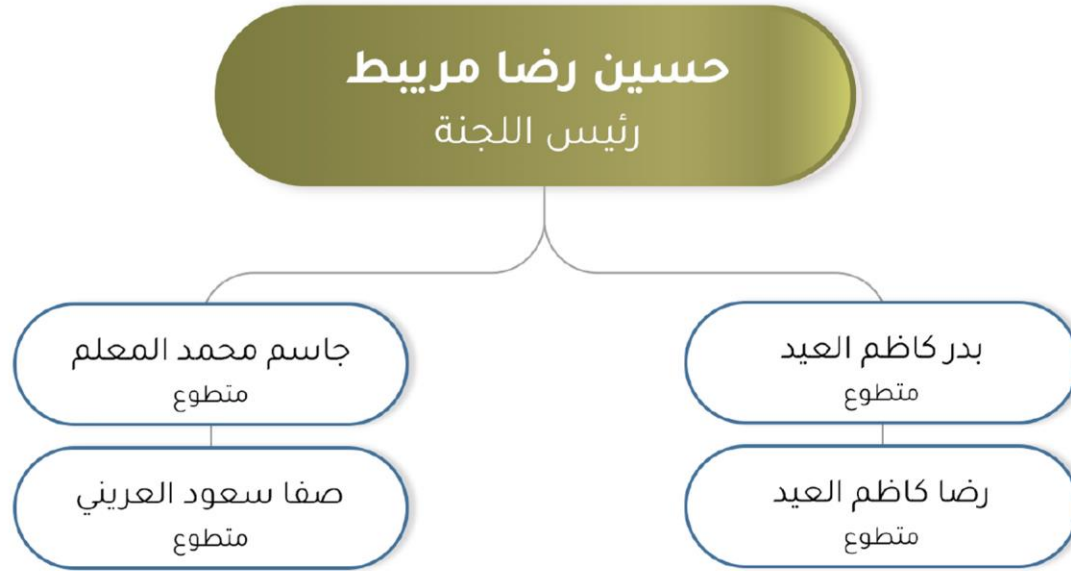 حسين رضا مريبط
رئيس اللجنة
بدر كاظم العيد
متطوع
جاسم محمد المعلم
متطوع
رضا كاظم العيد
متطوع
صفا سعود العريني
متطوع